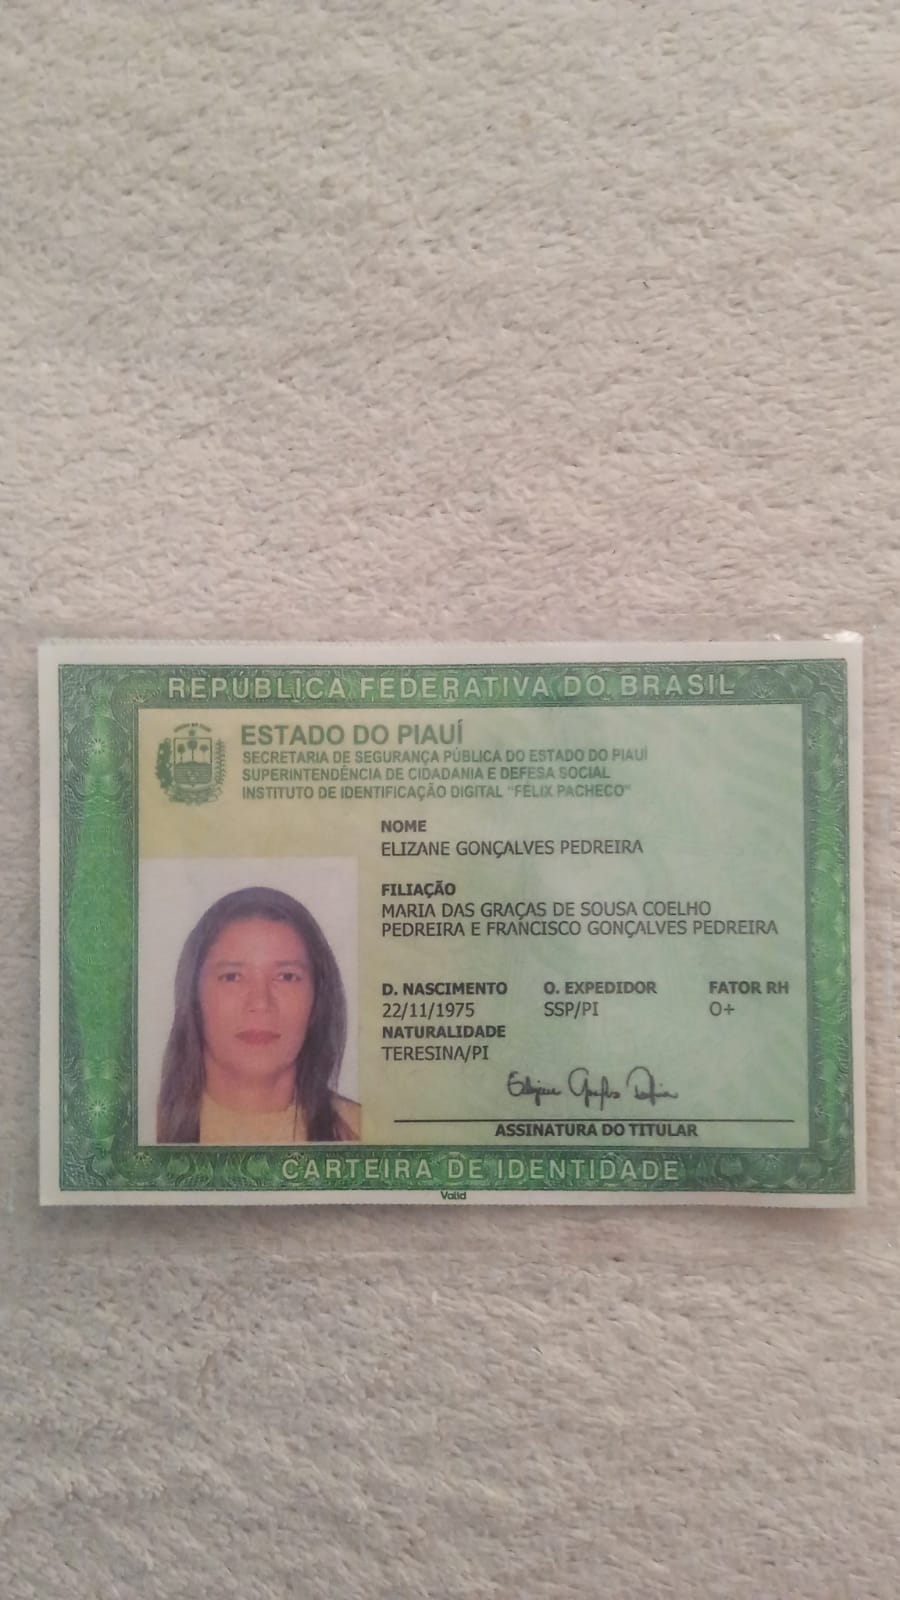 REPÚBLICA FEDERATIVA DO BRASIL
ESTADO DO PIAUÍ
SECRETARIA DE SEGURANÇA PÚBLICA DO ESTADO DO PIAUÍ
SUPERINTENDÊNCIA DE CIDADANIA E DEFESA SOCIAL
INSTITUTO DE IDENTIFICAÇÃO DIGITAL "FÉLIX PACHECO"
NOME
ELIZANE GONÇALVES PEDREIRA
FILIAÇÃO
MARIA DAS GRAÇAS DE SOUSA COELHO
PEDREIRA E FRANCISCO GONÇALVES PEDREIRA
D. NASCIMENTO O. EXPEDIDOR FATOR RH
22/11/1975 SSP/PI O+
NATURALIDADE
TERESINA/PI
ASSINATURA DO TITULAR
CARTEIRA DE IDENTIDADE
Valid